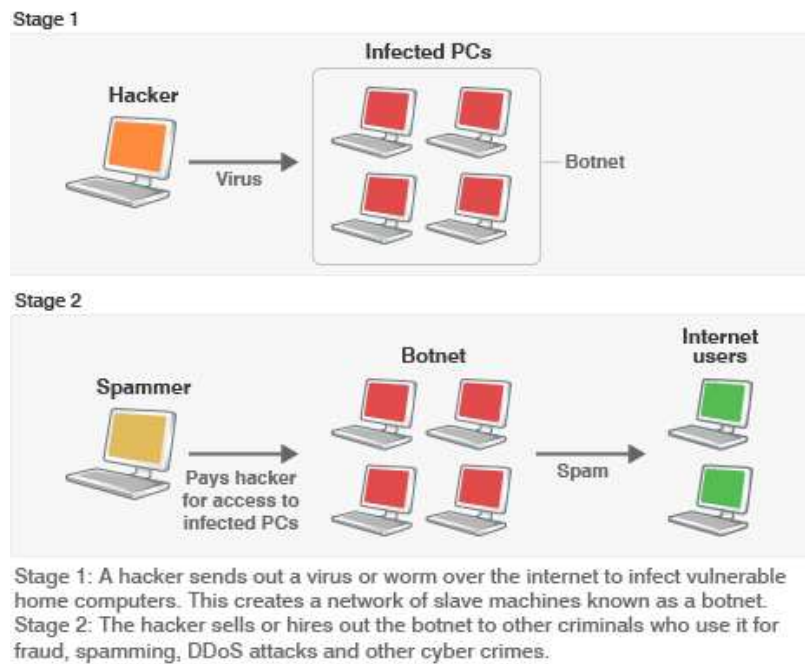 Stage 1
Infected PCs
Hacker
Virus
Botnet
Stage 2
Internet
users
Botnet
Spammer
Pays hacker
for access to
infected PCs
Spam
Stage 1: A hacker sends out a virus or worm over the internet to infect vulnerable
home computers. This creates a network of slave machines known as a botnet.
Stage 2: The hacker sells or hires out the botnet to other criminals who use it for
fraud, spamming, DDoS attacks and other cyber crimes.